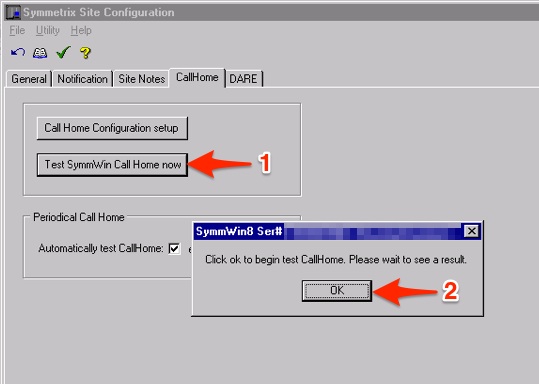 Symmetrix Site Configuration
File Utility Help
General Notification Site Notes CallHome DARE
Call Home Configuration setup
Test SymmWin Call Home now
1
Periodical Call Home
Automatically test CallHome:
SymmWin8 Ser#
Click ok to begin test CallHome. Please wait to see a result.
OK
2